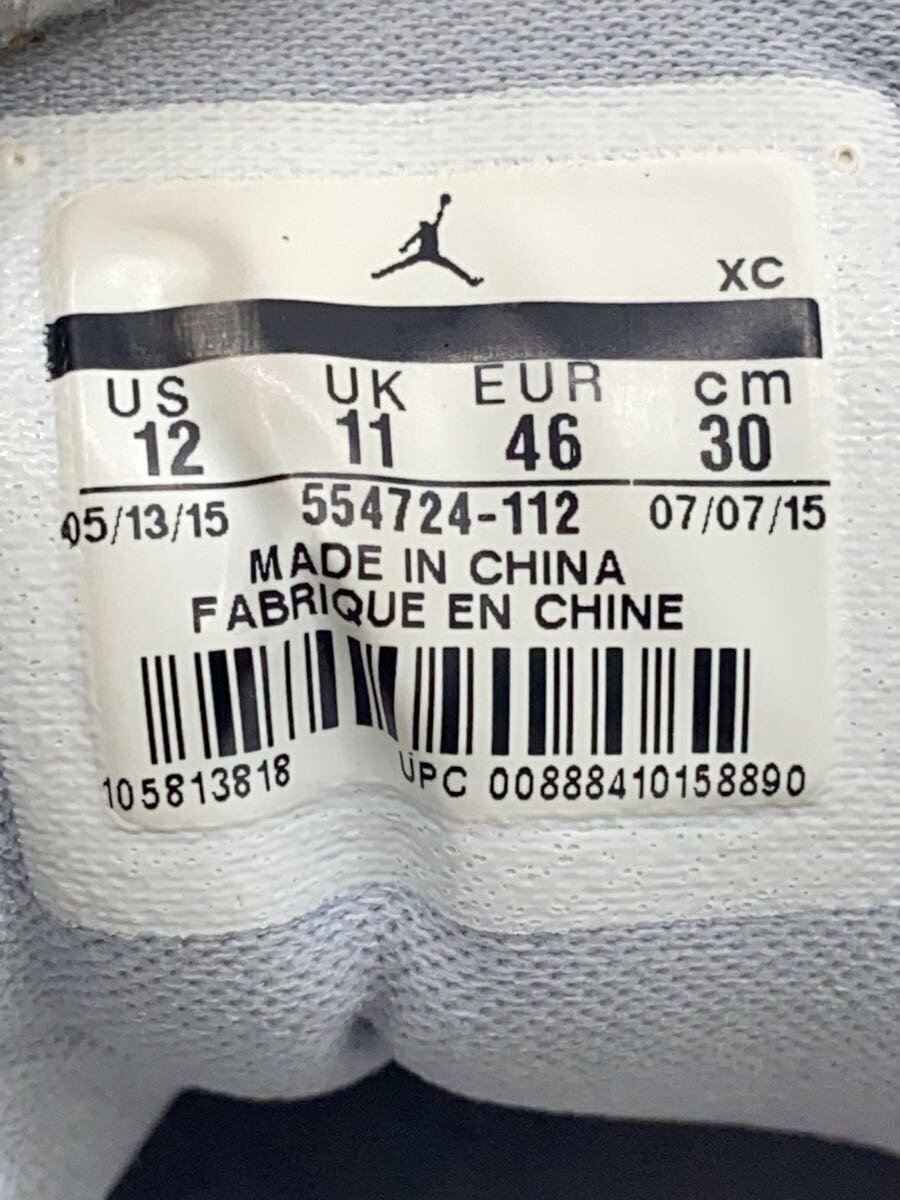 XC
US UK EUR cm
12 11 46 30
05/13/15 554724-112 07/07/15
MADE IN CHINA
FABRIQUE EN CHINE
105813818 UPC 00888410158890